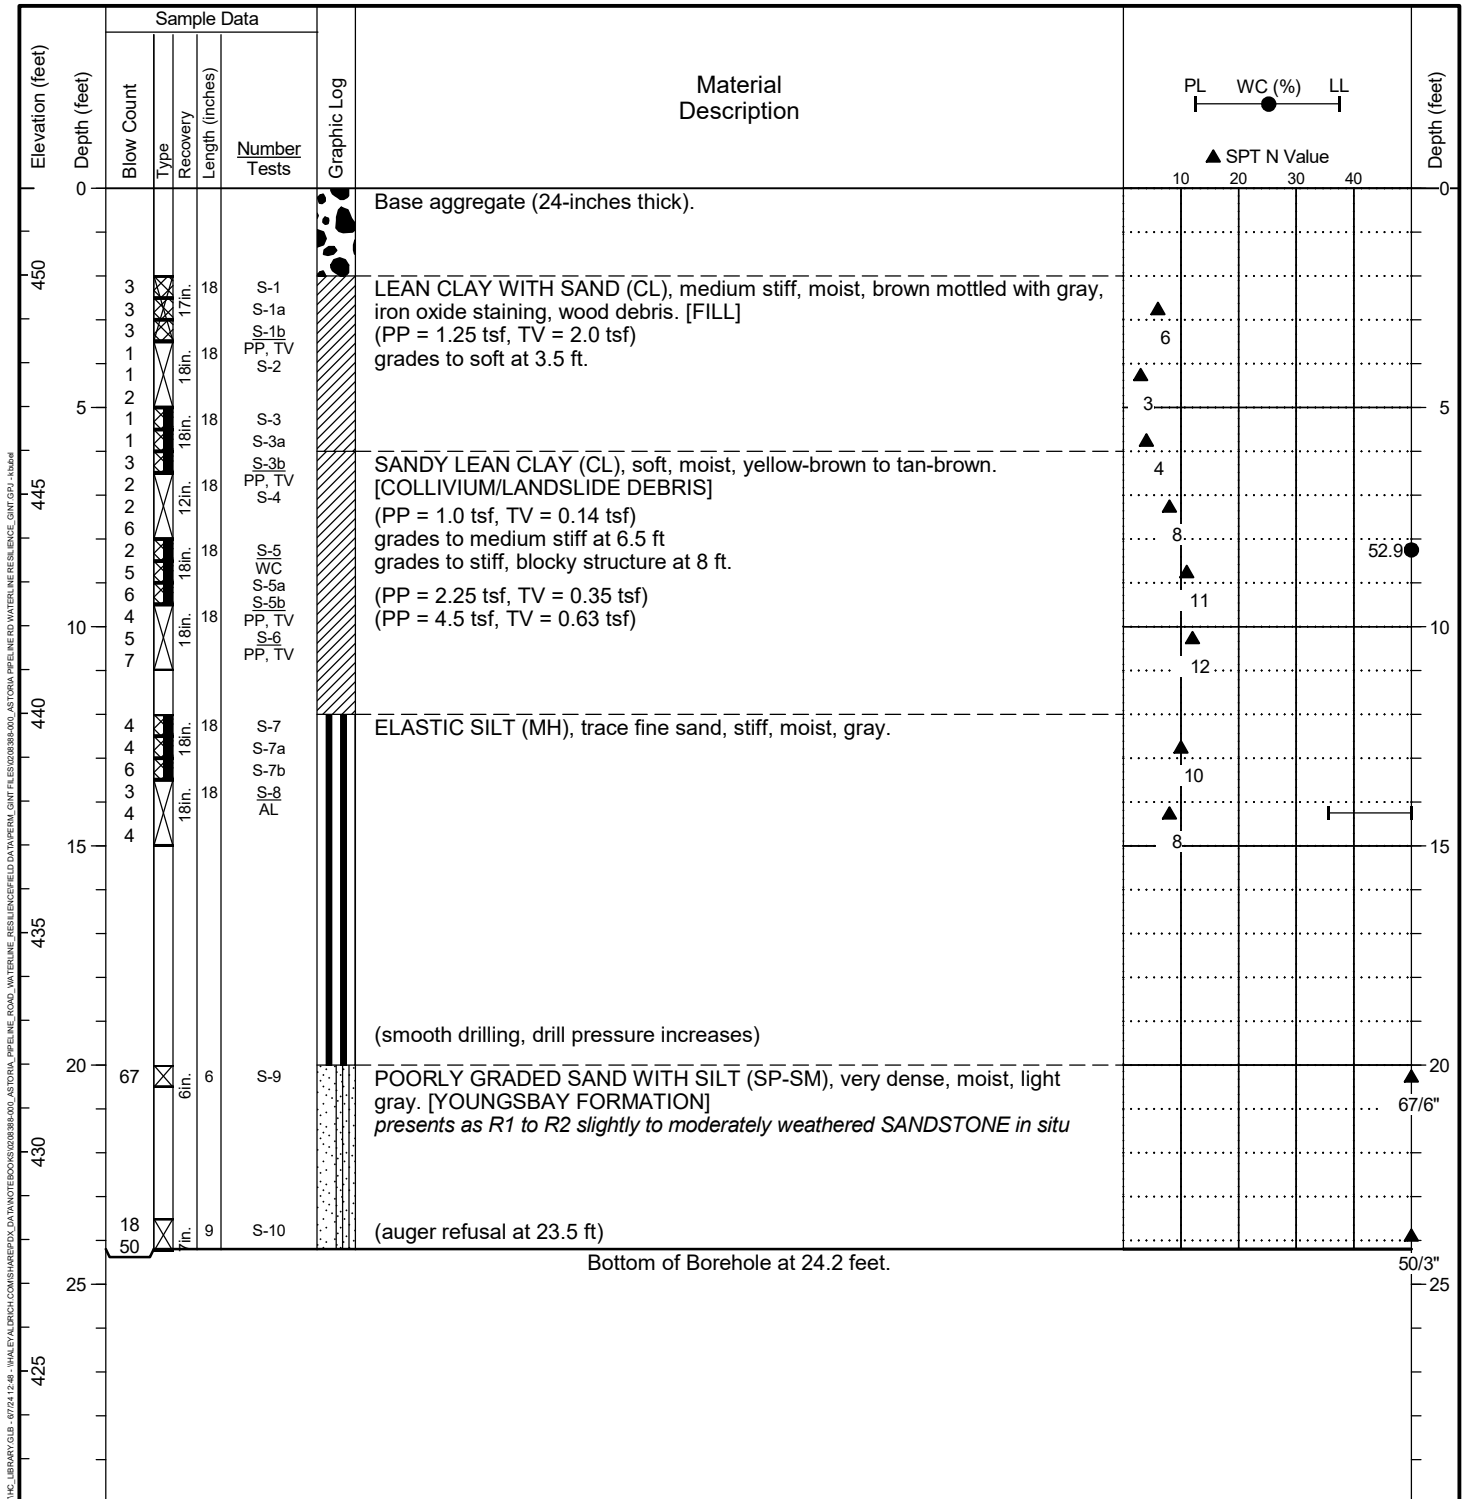 Sample Data
Elevation (feet)
Depth (feet)
Blow Count
Type
Recovery
Length (inches)
Number
Tests
Graphic Log
Material
Description
PL WC (%) LL
SPT N Value
10 20 30 40
Depth (feet)
0 0
Base aggregate (24-inches thick).
450
3 17in. 18 S-1
3 S-1a
3 S-1b
PP, TV
LEAN CLAY WITH SAND (CL), medium stiff, moist, brown mottled with gray,
iron oxide staining, wood debris. [FILL]
(PP = 1.25 tsf, TV = 2.0 tsf)
grades to soft at 3.5 ft.
6
1 18in. 18 S-2
1
2
3
5 5
1 18in. 18 S-3
1 S-3a
3 S-3b
PP, TV
4
SANDY LEAN CLAY (CL), soft, moist, yellow-brown to tan-brown.
[COLLIVIUM/LANDSLIDE DEBRIS]
(PP = 1.0 tsf, TV = 0.14 tsf)
grades to medium stiff at 6.5 ft
grades to stiff, blocky structure at 8 ft.
(PP = 2.25 tsf, TV = 0.35 tsf)
(PP = 4.5 tsf, TV = 0.63 tsf)
445
2 12in. 18 S-4
2
6
8
2 18in. 18 S-5
WC
5 S-5a
6 S-5b
PP, TV
52.9
11
4 18in. 18 S-6
PP, TV
5
7
10 10
12
440
4 18in. 18 S-7
4 S-7a
6 S-7b
ELASTIC SILT (MH), trace fine sand, stiff, moist, gray.
10
3 18in. 18 S-8
AL
4
4
8
15 15
435
(smooth drilling, drill pressure increases)
20 20
67 6in. 6 S-9
POORLY GRADED SAND WITH SILT (SP-SM), very dense, moist, light
gray. [YOUNGSBAY FORMATION]
presents as R1 to R2 slightly to moderately weathered SANDSTONE in situ
67/6"
430
18 7in. 9 S-10
50
(auger refusal at 23.5 ft)
Bottom of Borehole at 24.2 feet.
50/3"
25 25
425